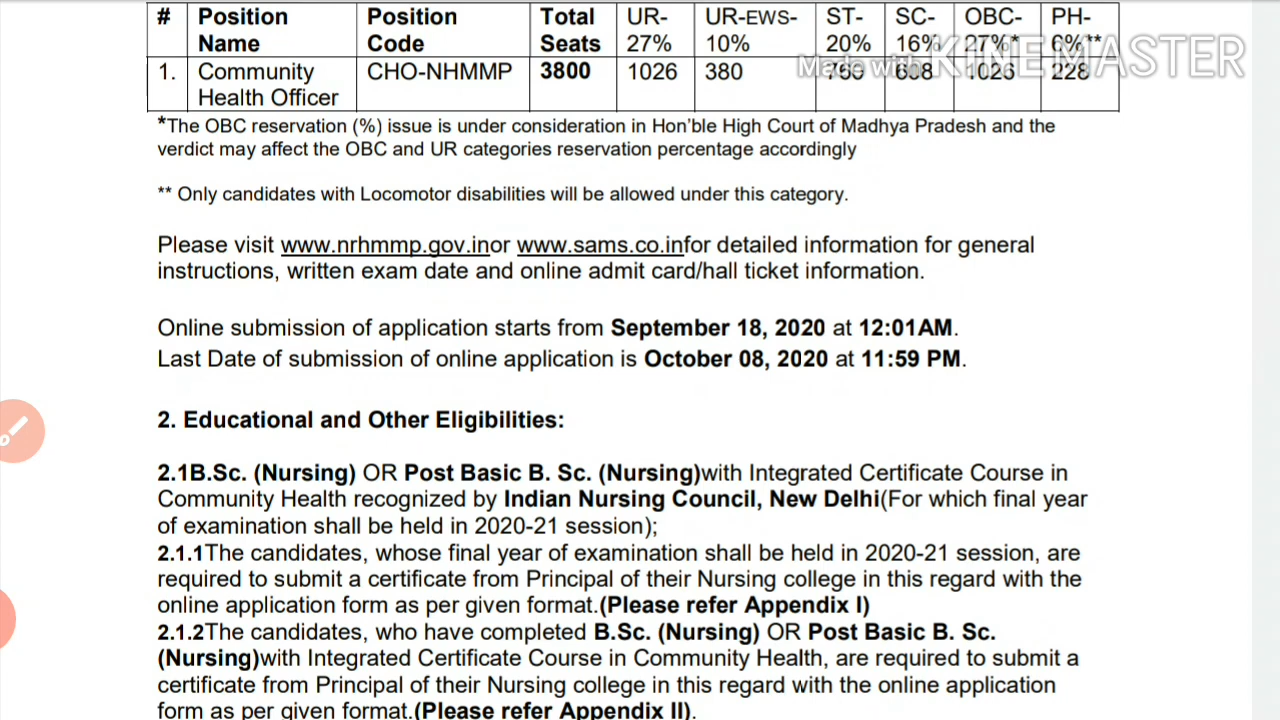 # Position Position Total UR- UR-EWS- ST- SC- OBC- PH-
Name Code Seats 27% 10% 20% 16% 27%* 6%**
1. Community CHO-NHMMP 3800 1026 380 1026 228
Health Officer
Made with KINEMASTER
*The OBC reservation (%) issue is under consideration in Hon'ble High Court of Madhya Pradesh and the
verdict may affect the OBC and UR categories reservation percentage accordingly
** Only candidates with Locomotor disabilities will be allowed under this category.
Please visit www.nrhmmp.gov.inor www.sams.co.infor detailed information for general
instructions, written exam date and online admit card/hall ticket information.
Online submission of application starts from September 18, 2020 at 12:01AM.
Last Date of submission of online application is October 08, 2020 at 11:59 PM.
2. Educational and Other Eligibilities:
2.1B.Sc. (Nursing) OR Post Basic B. Sc. (Nursing)with Integrated Certificate Course in
Community Health recognized by Indian Nursing Council, New Delhi(For which final year
of examination shall be held in 2020-21 session);
2.1.1The candidates, whose final year of examination shall be held in 2020-21 session, are
required to submit a certificate from Principal of their Nursing college in this regard with the
online application form as per given format.(Please refer Appendix I)
2.1.2The candidates, who have completed B.Sc. (Nursing) OR Post Basic B. Sc.
(Nursing)with Integrated Certificate Course in Community Health, are required to submit a
certificate from Principal of their Nursing college in this regard with the online application
form as per given format.(Please refer Appendix II).